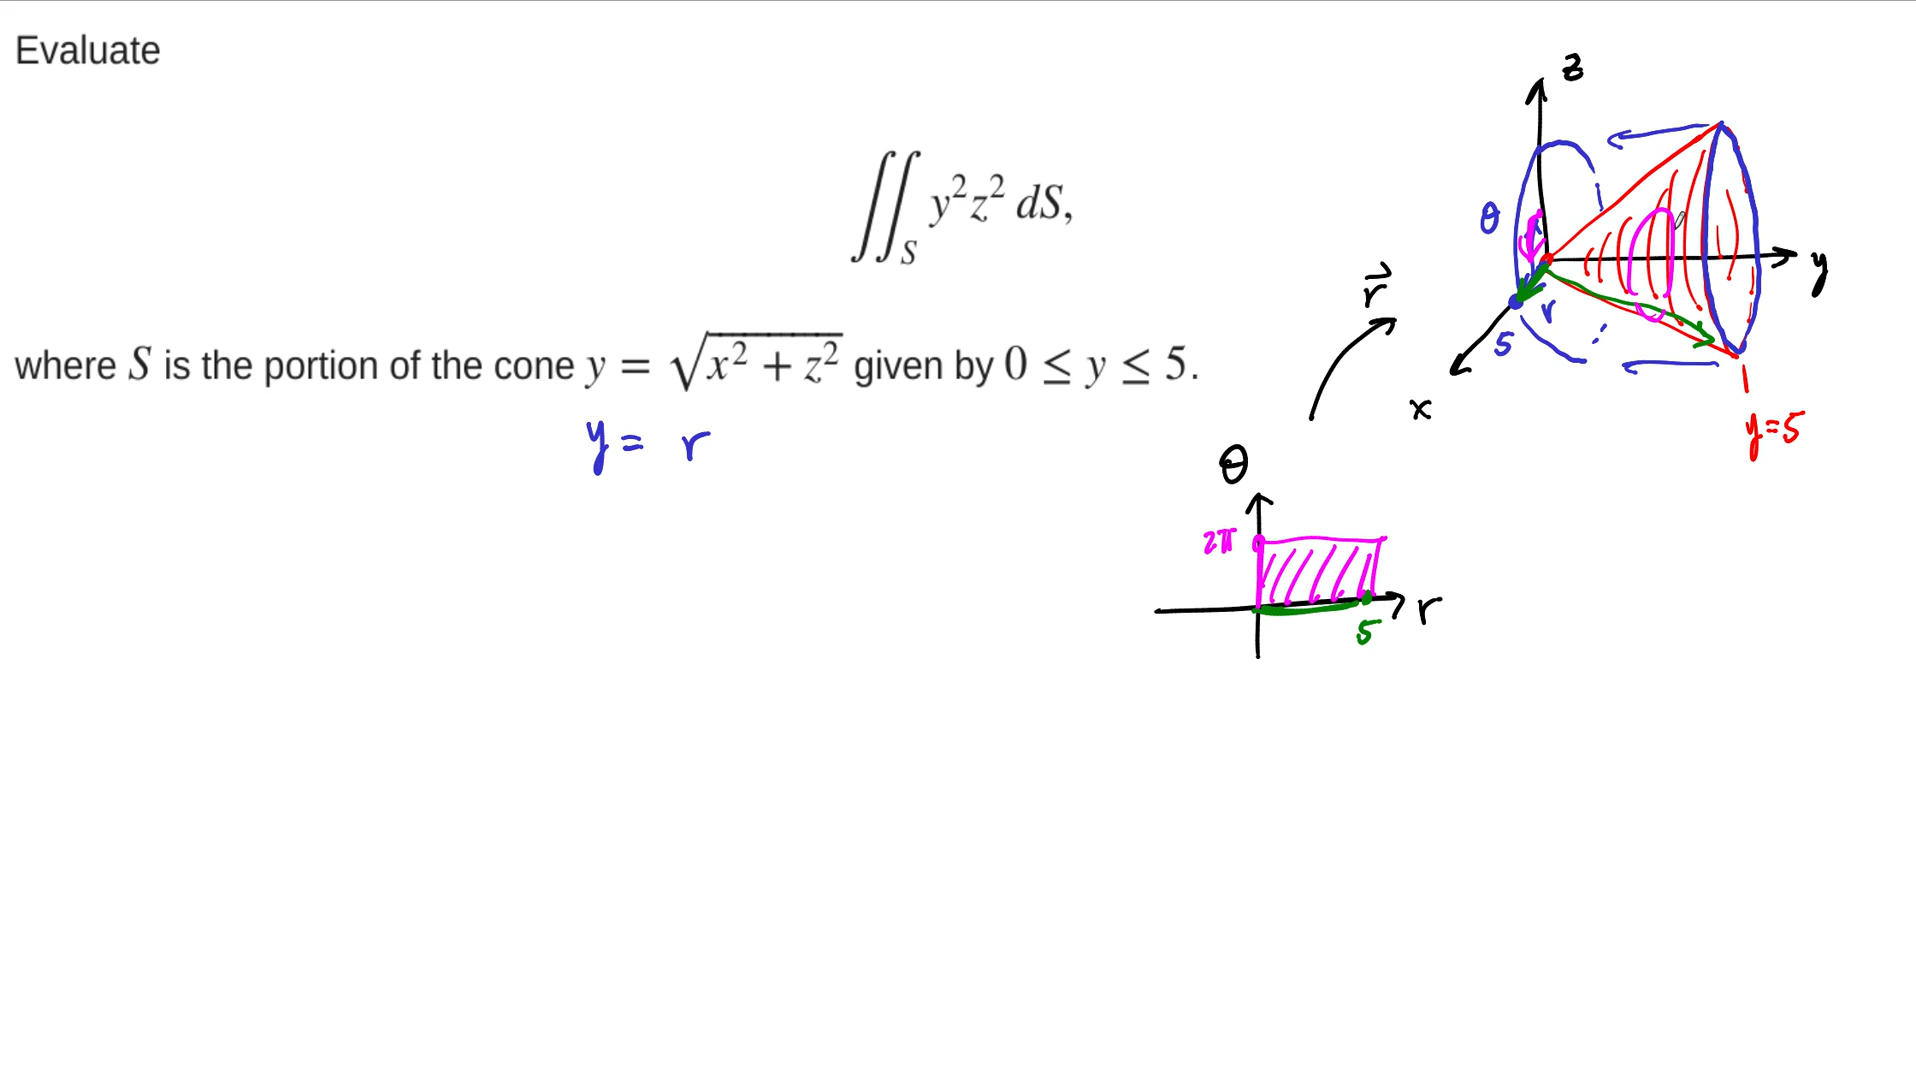 Evaluate
∬_S y²z² dS,
where S is the portion of the cone y = √(x² + z²) given by 0 ≤ y ≤ 5.
y = r
z
θ
y
r⃗
r
5
x
y=5
θ
2π
r
5